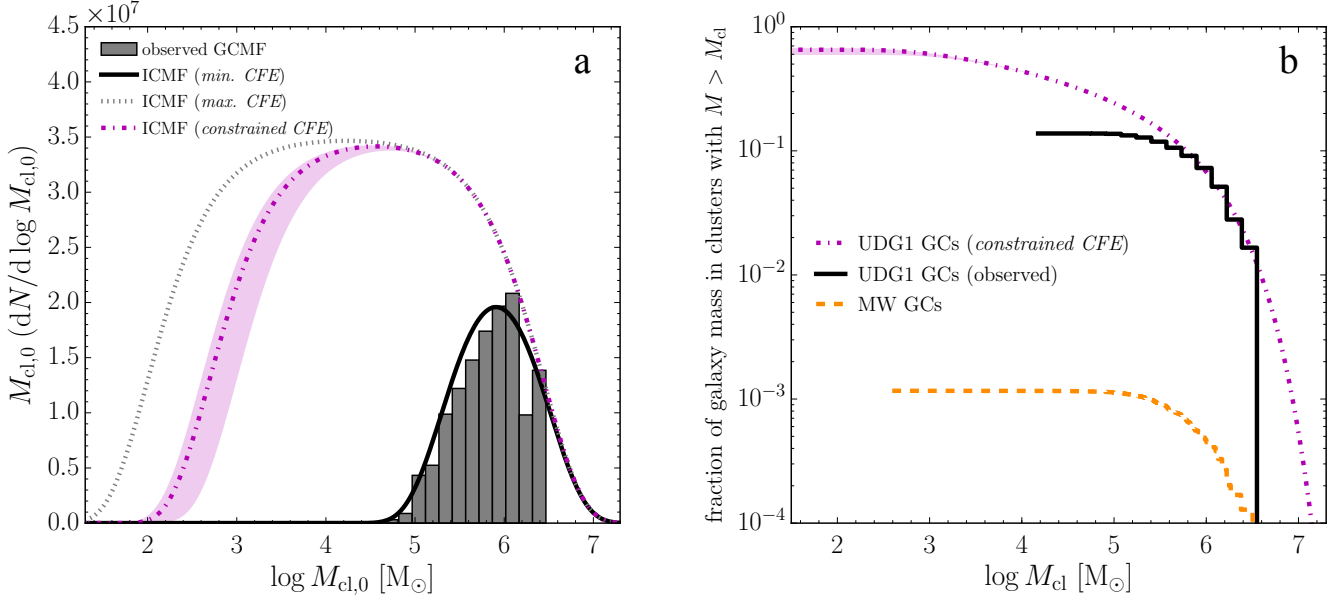 ×10⁷
4.5
4.0
3.5
3.0
2.5
2.0
1.5
1.0
0.5
0.0
M_cl,0 (dN/d log M_cl,0)
a
observed GCMF
ICMF (min. CFE)
ICMF (max. CFE)
ICMF (constrained CFE)
2 3 4 5 6 7
log M_cl,0 [M_⊙]
10⁰
10⁻¹
10⁻²
10⁻³
10⁻⁴
fraction of galaxy mass in clusters with M > M_cl
b
UDG1 GCs (constrained CFE)
UDG1 GCs (observed)
MW GCs
2 3 4 5 6 7
log M_cl [M_⊙]